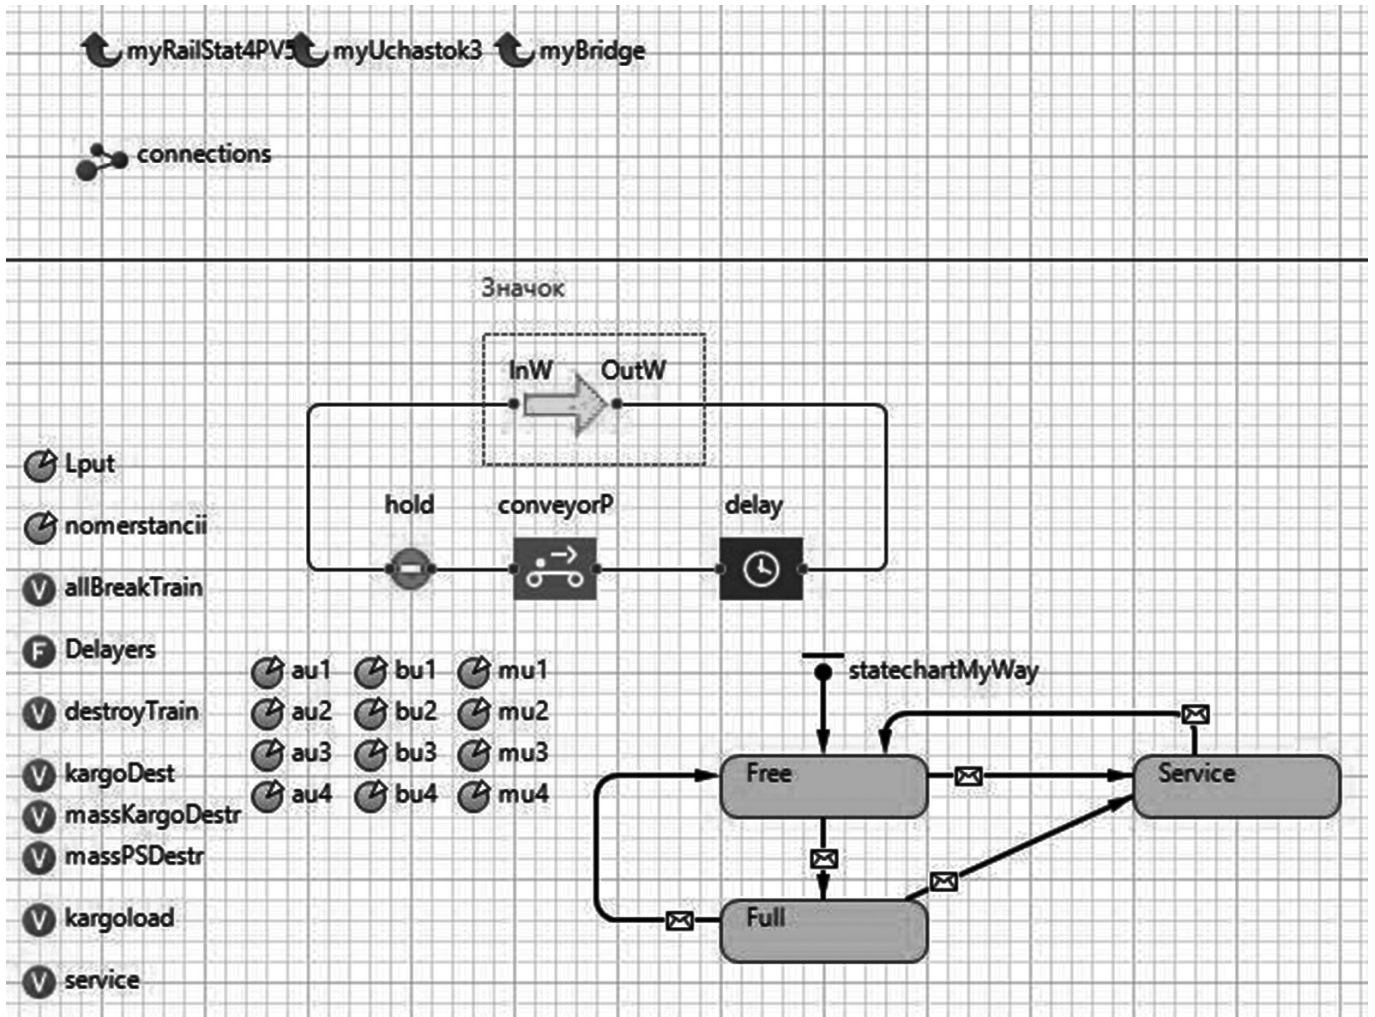 myRailStat4PV5 myUchastok3 myBridge
connections
Значок
InW OutW
Lput
hold conveyorP delay
nomerstancii
V allBreakTrain
F Delayers
au1 bu1 mu1
statechartMyWay
V destroyTrain
au2 bu2 mu2
au3 bu3 mu3
V kargoDest
Free Service
au4 bu4 mu4
V massKargoDestr
V massPSDestr
V kargoload
Full
V service